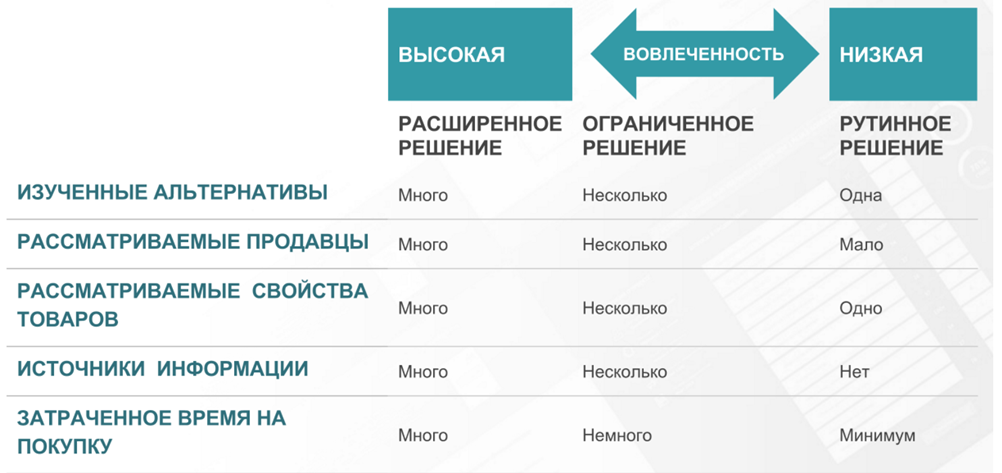 ВЫСОКАЯ ВОВЛЕЧЕННОСТЬ НИЗКАЯ
РАСШИРЕННОЕ ОГРАНИЧЕННОЕ РУТИННОЕ
РЕШЕНИЕ РЕШЕНИЕ РЕШЕНИЕ
ИЗУЧЕННЫЕ АЛЬТЕРНАТИВЫ Много Несколько Одна
РАССМАТРИВАЕМЫЕ ПРОДАВЦЫ Много Несколько Мало
РАССМАТРИВАЕМЫЕ СВОЙСТВА
ТОВАРОВ Много Несколько Одно
ИСТОЧНИКИ ИНФОРМАЦИИ Много Несколько Нет
ЗАТРАЧЕННОЕ ВРЕМЯ НА
ПОКУПКУ Много Немного Минимум